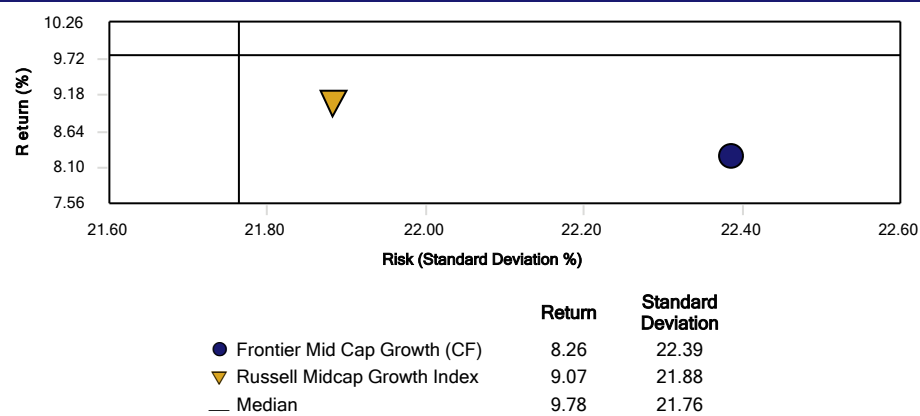 10.26
9.72
9.18
8.64
8.10
7.56
Return (%)
21.60 21.80 22.00 22.20 22.40 22.60
Risk (Standard Deviation %)
Return Standard Deviation
Frontier Mid Cap Growth (CF) 8.26 22.39
Russell Midcap Growth Index 9.07 21.88
Median 9.78 21.76